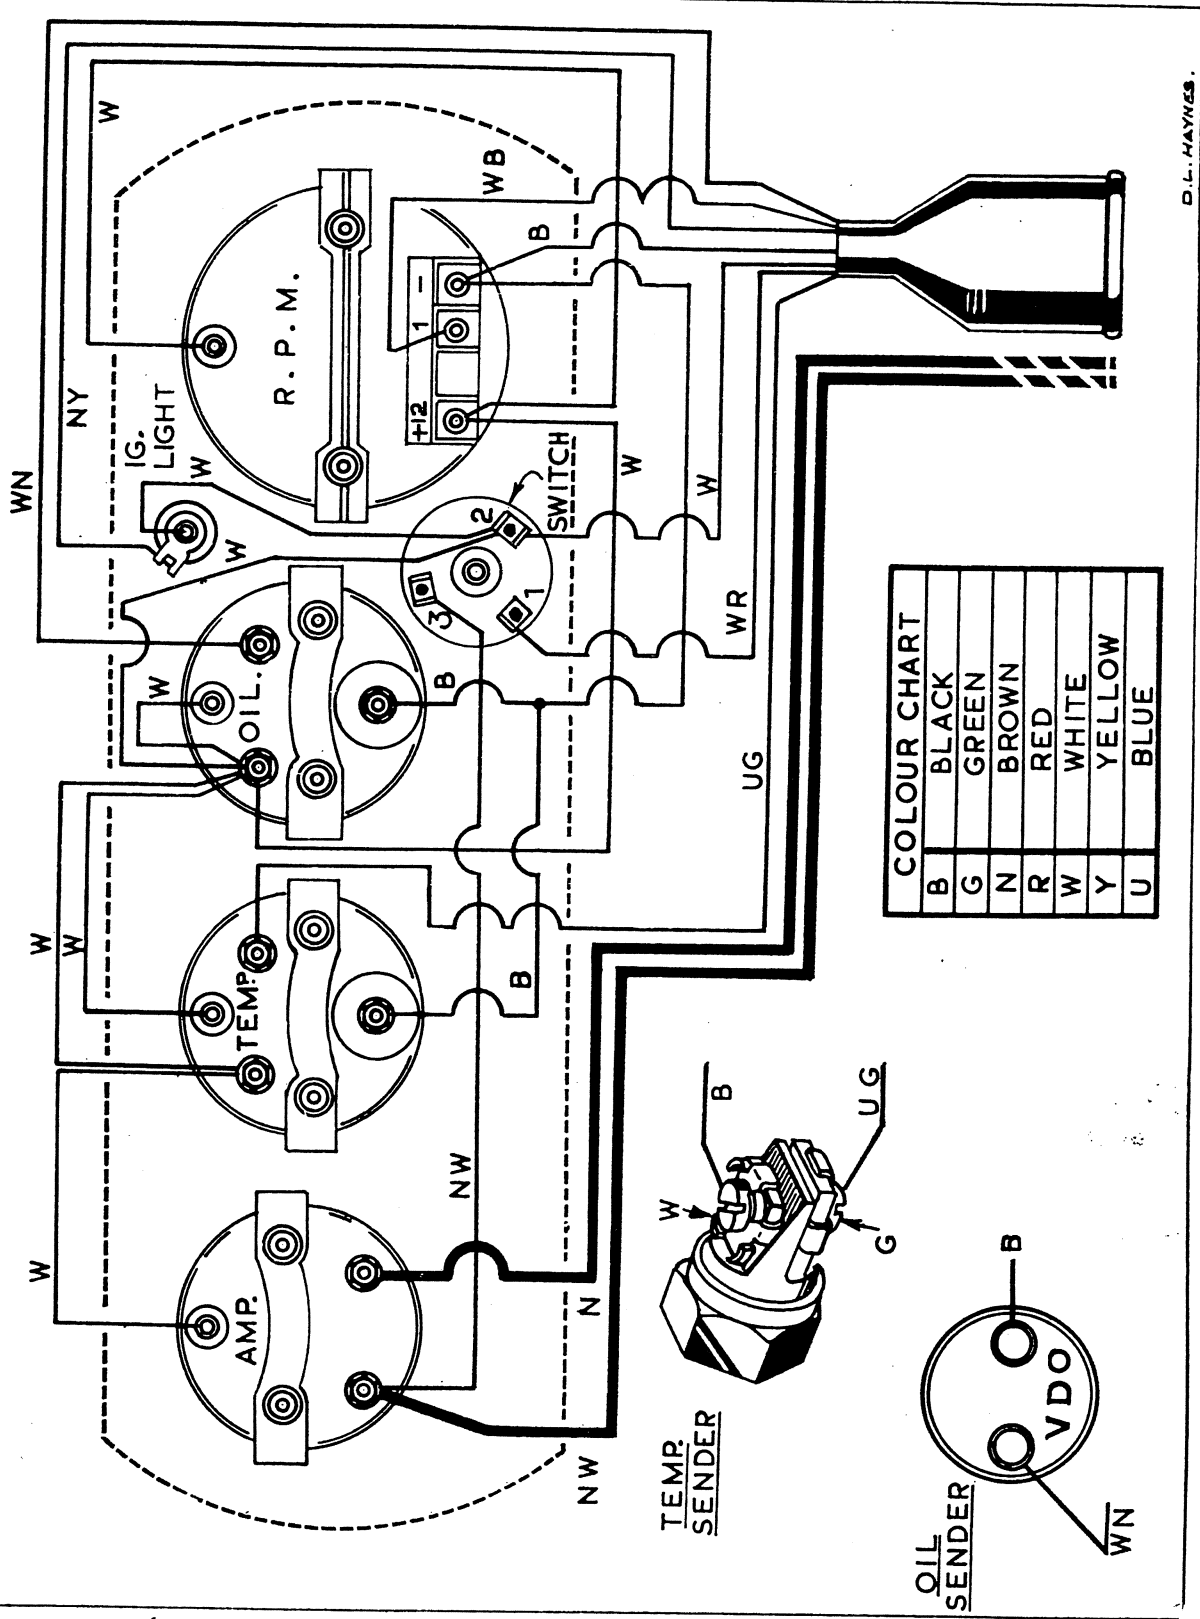 W
WB
B
R.P.M.
+12
1
−
NY
IG.
LIGHT
W
WN
W
SWITCH
2
3
1
W
W
WR
OIL.
W
B
UG
TEMP.
W
W
B
NW
AMP.
W
N
NW
COLOUR CHART
B BLACK
G GREEN
N BROWN
R RED
W WHITE
Y YELLOW
U BLUE
TEMP.
SENDER
W
B
G
UG
OIL
SENDER
VDO
B
WN
D.L.HAYNES.